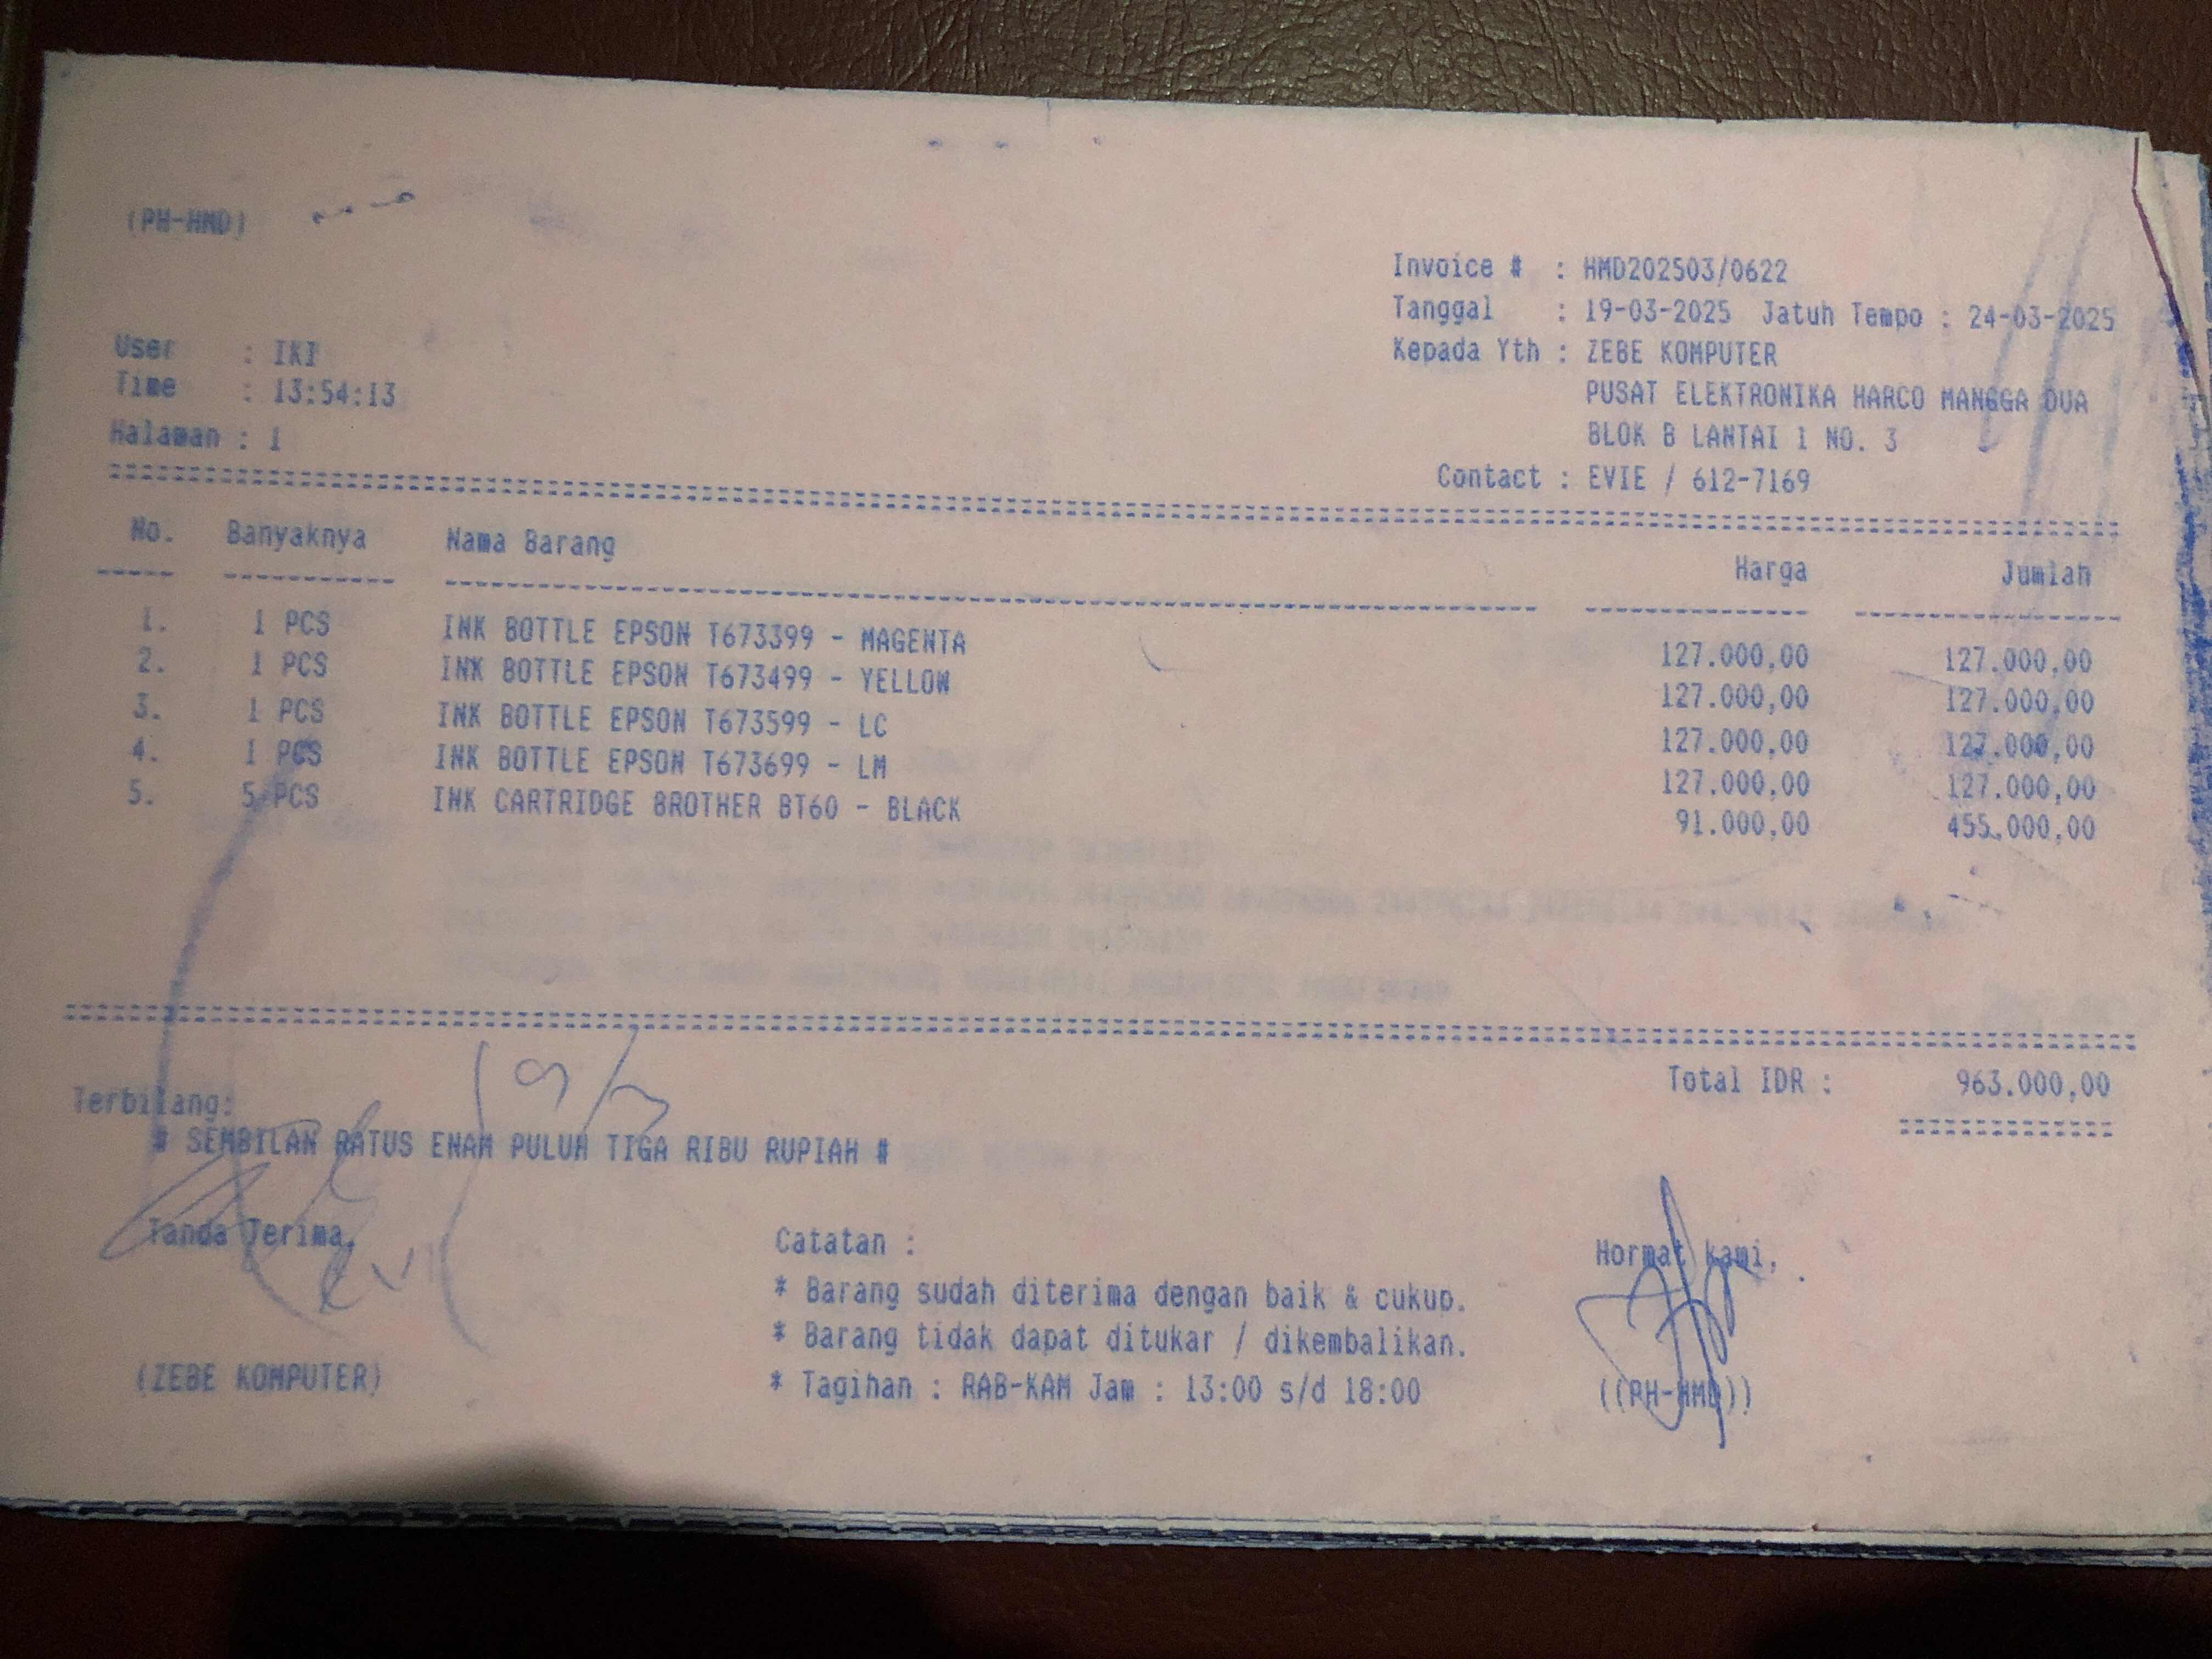 (PH-HMD)
Invoice # : HMD202503/0622
Tanggal : 19-03-2025 Jatuh Tempo : 24-03-2025
Kepada Yth : ZEBE KOMPUTER
PUSAT ELEKTRONIKA HARCO MANGGA DUA
BLOK B LANTAI 1 NO. 3
Contact : EVIE / 612-7169
User : IKI
Time : 13:54:13
Halaman : 1
No. Banyaknya Nama Barang Harga Jumlah
1. 1 PCS INK BOTTLE EPSON T673399 - MAGENTA 127.000,00 127.000,00
2. 1 PCS INK BOTTLE EPSON T673499 - YELLOW 127.000,00 127.000,00
3. 1 PCS INK BOTTLE EPSON T673599 - LC 127.000,00 127.000,00
4. 1 PCS INK BOTTLE EPSON T673699 - LM 127.000,00 127.000,00
5. 5 PCS INK CARTRIDGE BROTHER BT60 - BLACK 91.000,00 455.000,00
Total IDR : 963.000,00
Terbilang:
# SEMBILAN RATUS ENAM PULUH TIGA RIBU RUPIAH #
Tanda Terima,
(ZEBE KOMPUTER)
Catatan :
* Barang sudah diterima dengan baik & cukup.
* Barang tidak dapat ditukar / dikembalikan.
* Tagihan : RAB-KAM Jam : 13:00 s/d 18:00
Hormat kami,
((PH-HMD))